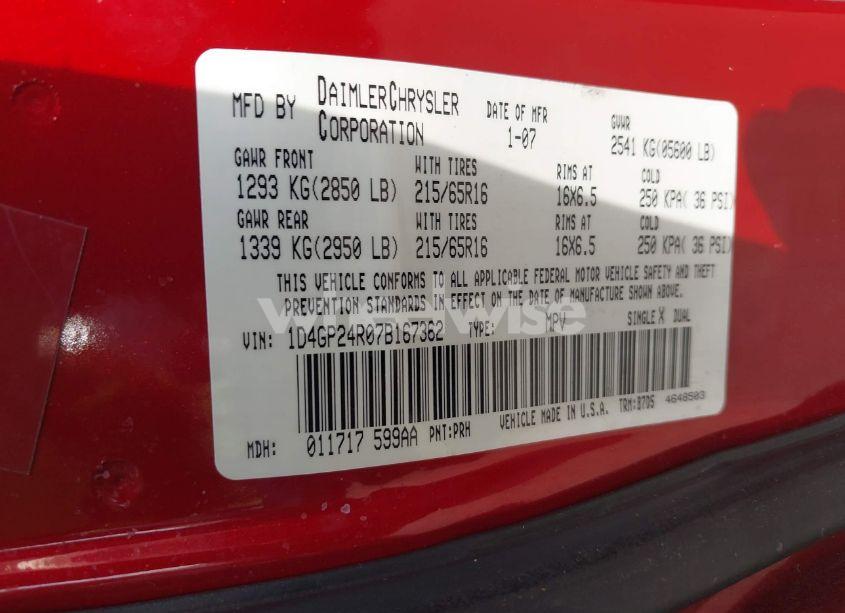 MFD BY DAIMLERCHRYSLER CORPORATION DATE OF MFR 1-07 GVWR 2541 KG(05600 LB)
GAWR FRONT WITH TIRES RIMS AT COLD
1293 KG(2850 LB) 215/65R16 16X6.5 250 KPA( 36 PSI)
GAWR REAR WITH TIRES RIMS AT COLD
1339 KG(2950 LB) 215/65R16 16X6.5 250 KPA( 36 PSI)
THIS VEHICLE CONFORMS TO ALL APPLICABLE FEDERAL MOTOR VEHICLE SAFETY AND THEFT
PREVENTION STANDARDS IN EFFECT ON THE DATE OF MANUFACTURE SHOWN ABOVE.
VIN: 1D4GP24R07B167362 TYPE: MPV SINGLE X DUAL
MDH: 011717 599AA PNT:PRH VEHICLE MADE IN U.S.A. TRM:B7D5 4648503